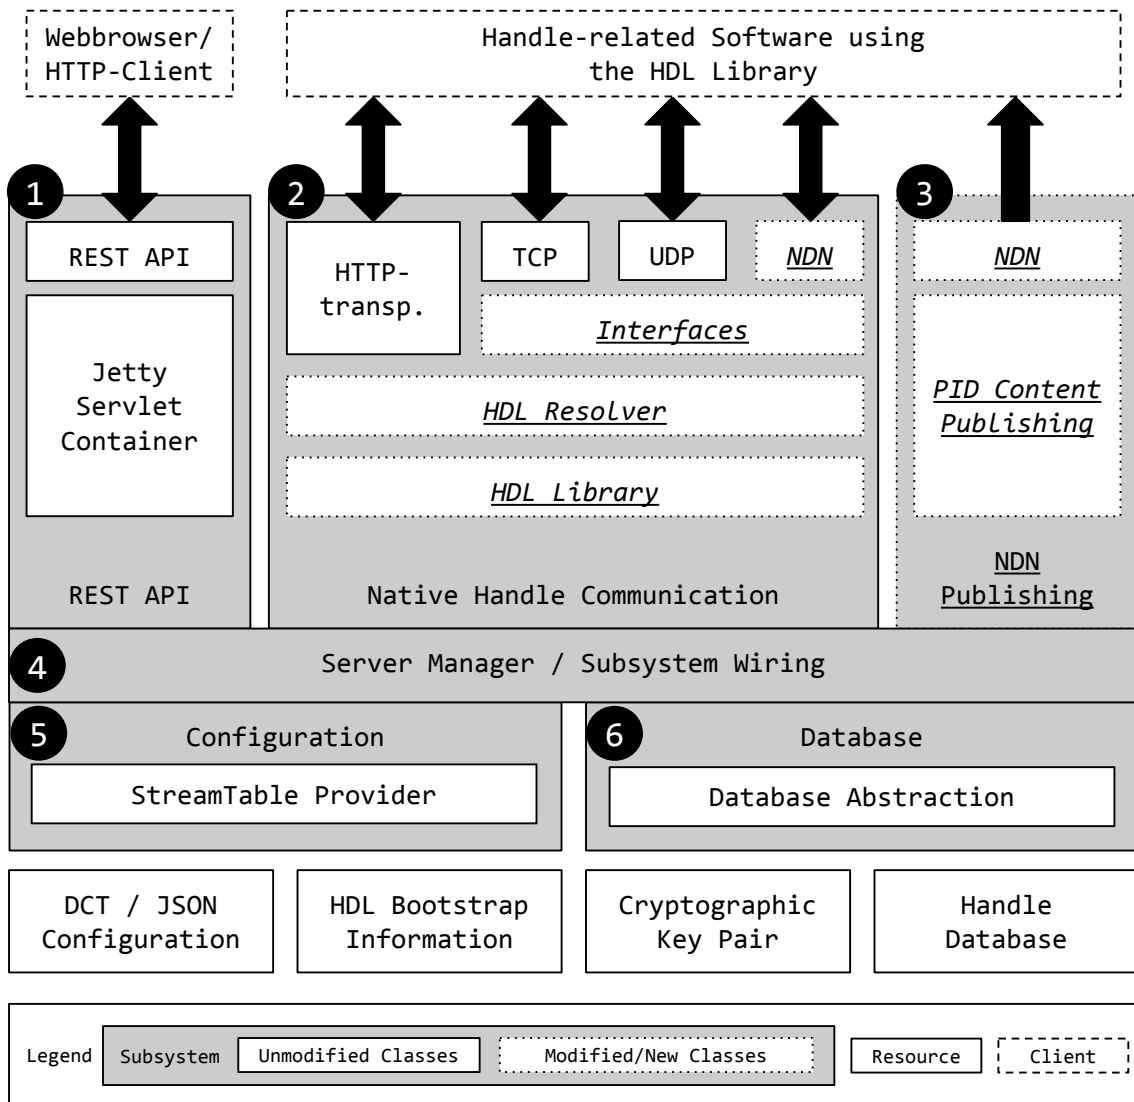 Webbrowser/
HTTP-Client
Handle-related Software using
the HDL Library
1
2
3
REST API
HTTP-
transp.
TCP
UDP
NDN
NDN
Interfaces
Jetty
Servlet
Container
HDL Resolver
PID Content
Publishing
HDL Library
REST API
Native Handle Communication
NDN
Publishing
4
Server Manager / Subsystem Wiring
5
Configuration
StreamTable Provider
6
Database
Database Abstraction
DCT / JSON
Configuration
HDL Bootstrap
Information
Cryptographic
Key Pair
Handle
Database
Legend
Subsystem
Unmodified Classes
Modified/New Classes
Resource
Client